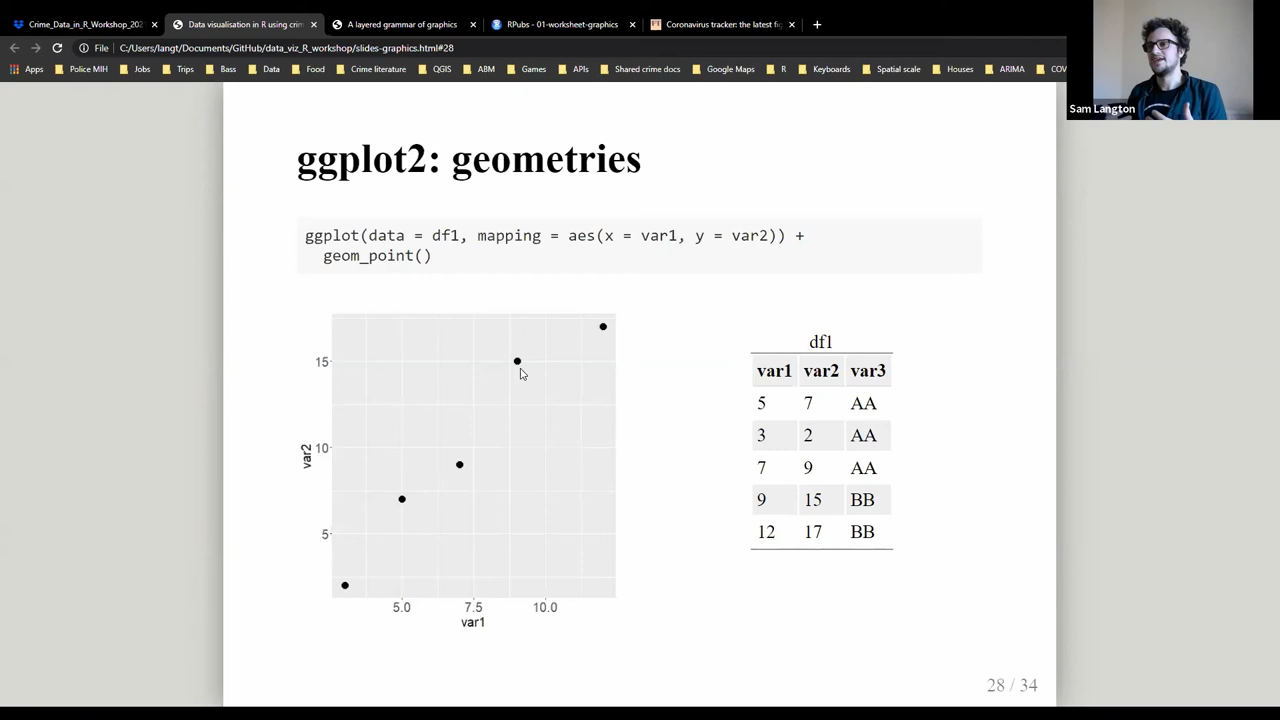 Crime_Data_in_R_Workshop_202
Data visualisation in R using crim
A layered grammar of graphics
RPubs - 01-worksheet-graphics
Coronavirus tracker: the latest fi
File
C:/Users/langt/Documents/GitHub/data_viz_R_workshop/slides-graphics.html#28
Apps
Police MIH
Jobs
Trips
Bass
Data
Food
Crime literature
QGIS
ABM
Games
APIs
Shared crime docs
Google Maps
R
Keyboards
Spatial scale
Houses
ARIMA
COV
Sam Langton
ggplot2: geometries
ggplot(data = df1, mapping = aes(x = var1, y = var2)) +
geom_point()
15
10
5
var2
5.0 7.5 10.0
var1
df1
var1 var2 var3
5 7 AA
3 2 AA
7 9 AA
9 15 BB
12 17 BB
28 / 34